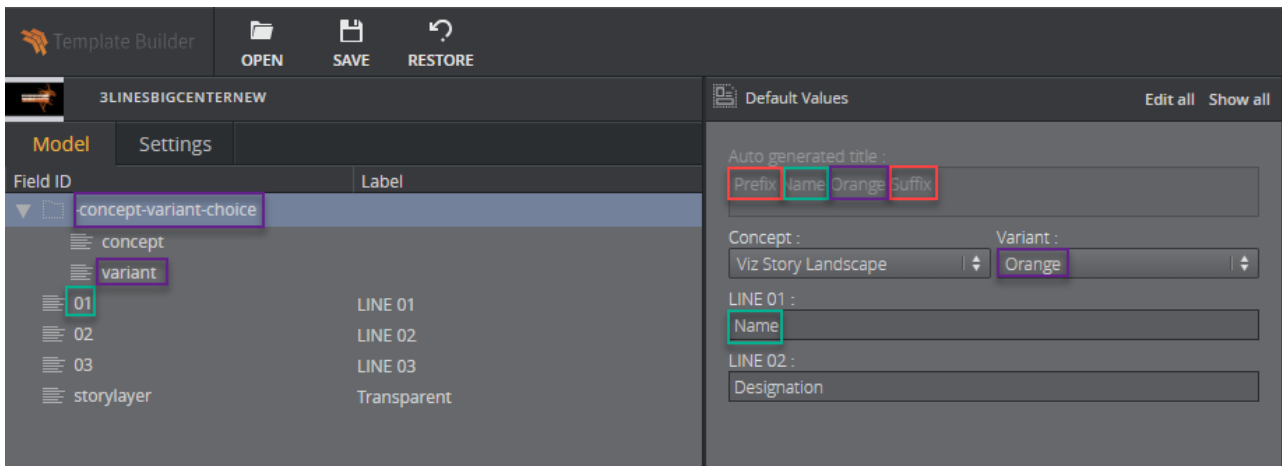 Template Builder
OPEN SAVE RESTORE
3LINESBIGCENTERNEW
Default Values Edit all Show all
Model Settings
Field ID Label
-concept-variant-choice
concept
variant
01 LINE 01
02 LINE 02
03 LINE 03
storylayer Transparent
Auto generated title :
Prefix Name Orange Suffix
Concept : Variant :
Viz Story Landscape Orange
LINE 01 :
Name
LINE 02 :
Designation